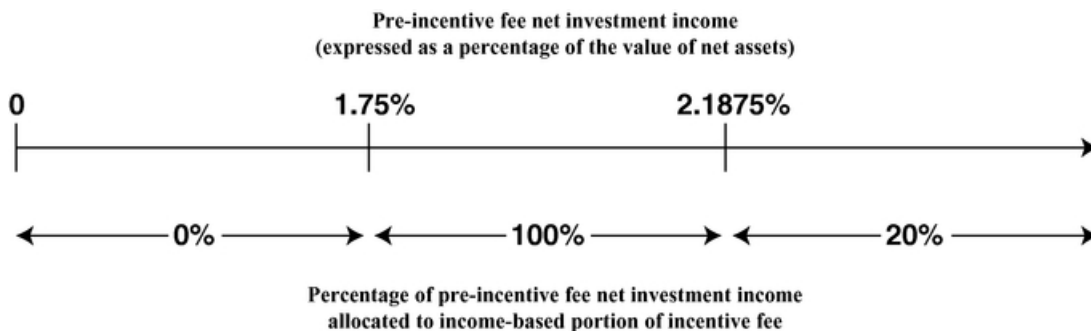 Pre-incentive fee net investment income
(expressed as a percentage of the value of net assets)
0 1.75% 2.1875%
0% 100% 20%
Percentage of pre-incentive fee net investment income
allocated to income-based portion of incentive fee